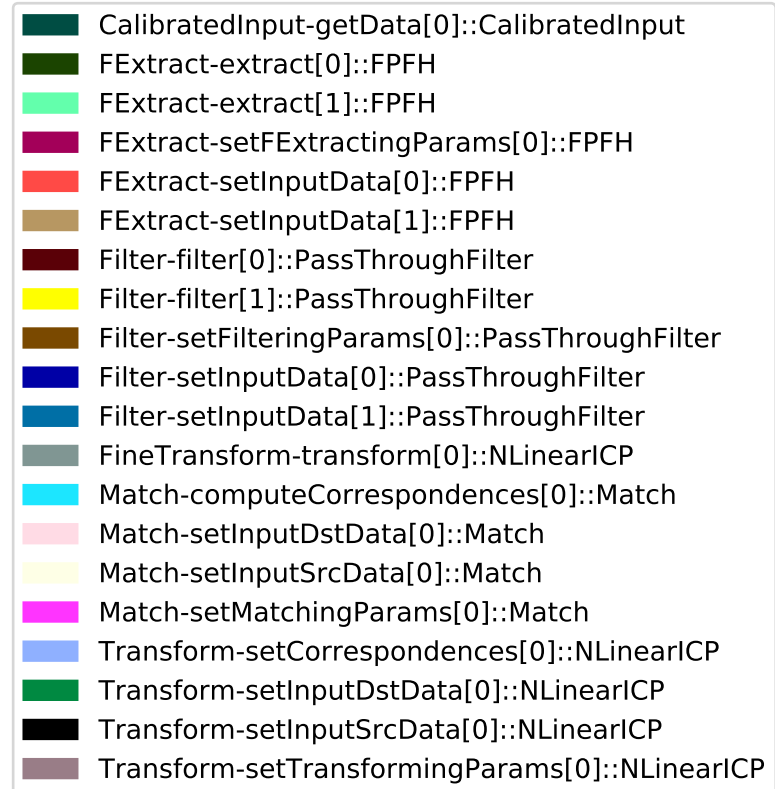 CalibratedInput-getData[0]::CalibratedInput
FExtract-extract[0]::FPFH
FExtract-extract[1]::FPFH
FExtract-setFExtractingParams[0]::FPFH
FExtract-setInputData[0]::FPFH
FExtract-setInputData[1]::FPFH
Filter-filter[0]::PassThroughFilter
Filter-filter[1]::PassThroughFilter
Filter-setFilteringParams[0]::PassThroughFilter
Filter-setInputData[0]::PassThroughFilter
Filter-setInputData[1]::PassThroughFilter
FineTransform-transform[0]::NLinearICP
Match-computeCorrespondences[0]::Match
Match-setInputDstData[0]::Match
Match-setInputSrcData[0]::Match
Match-setMatchingParams[0]::Match
Transform-setCorrespondences[0]::NLinearICP
Transform-setInputDstData[0]::NLinearICP
Transform-setInputSrcData[0]::NLinearICP
Transform-setTransformingParams[0]::NLinearICP